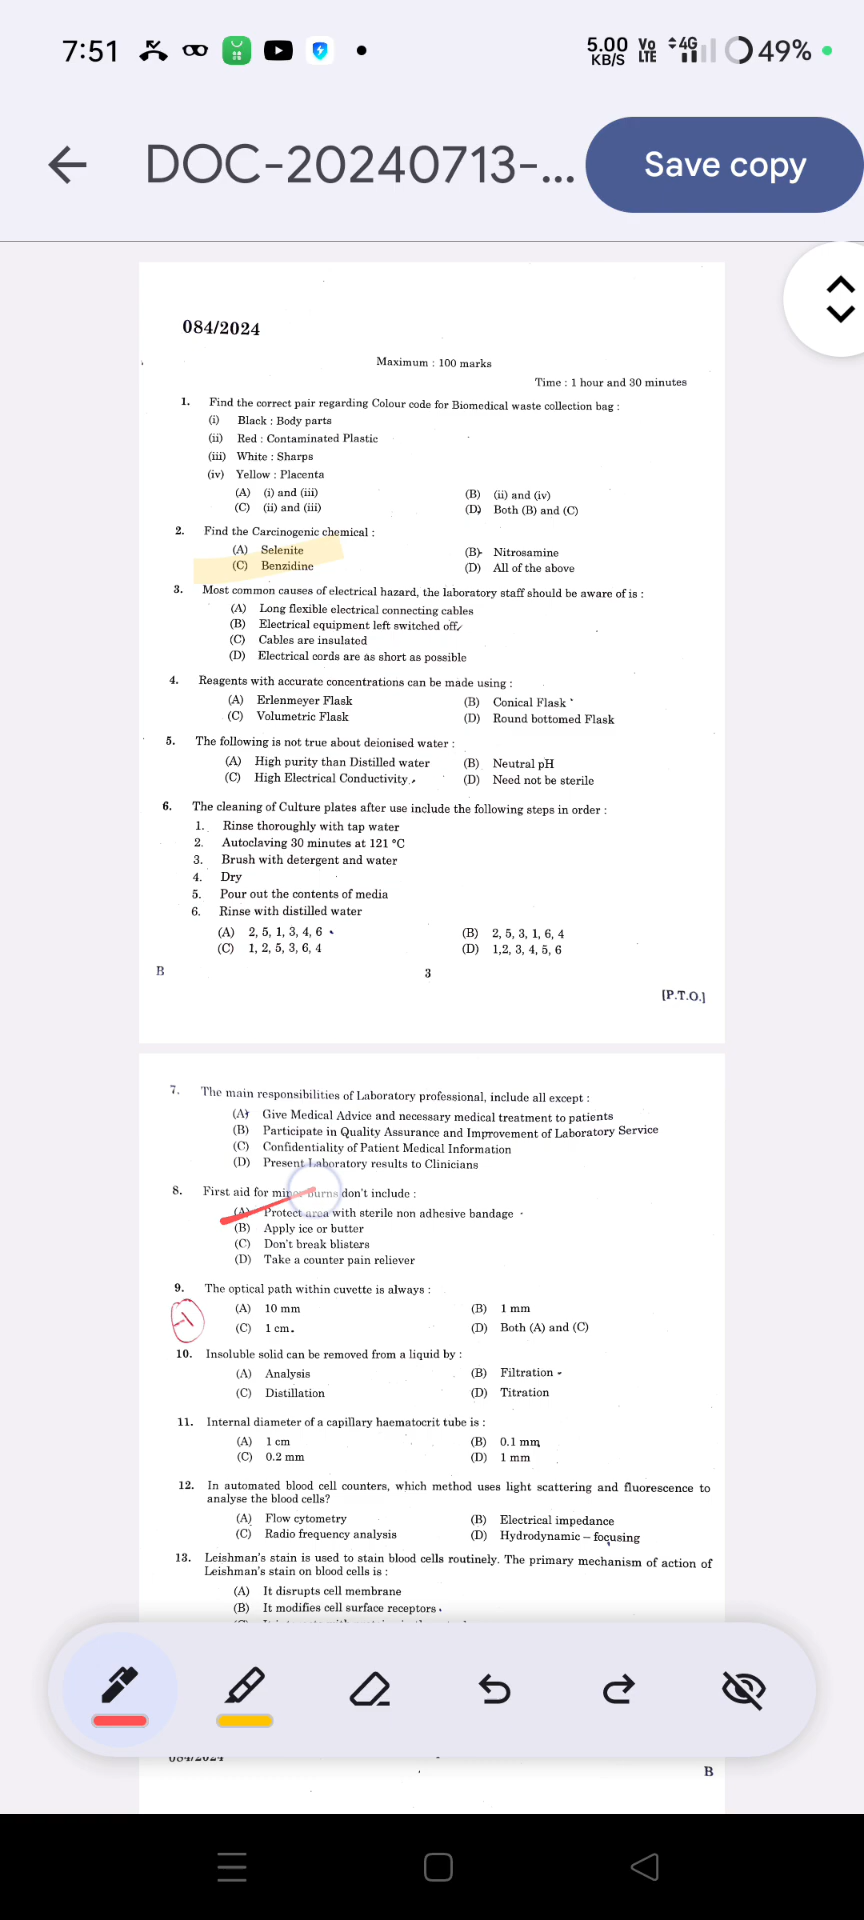 7:51
5.00 KB/S
Vo LTE
4G
49%
DOC-20240713-...
Save copy
084/2024
Maximum : 100 marks
Time : 1 hour and 30 minutes
1. Find the correct pair regarding Colour code for Biomedical waste collection bag :
(i) Black : Body parts
(ii) Red : Contaminated Plastic
(iii) White : Sharps
(iv) Yellow : Placenta
(A) (i) and (iii) (B) (ii) and (iv)
(C) (ii) and (iii) (D) Both (B) and (C)
2. Find the Carcinogenic chemical :
(A) Selenite (B) Nitrosamine
(C) Benzidine (D) All of the above
3. Most common causes of electrical hazard, the laboratory staff should be aware of is :
(A) Long flexible electrical connecting cables
(B) Electrical equipment left switched off
(C) Cables are insulated
(D) Electrical cords are as short as possible
4. Reagents with accurate concentrations can be made using :
(A) Erlenmeyer Flask (B) Conical Flask
(C) Volumetric Flask (D) Round bottomed Flask
5. The following is not true about deionised water :
(A) High purity than Distilled water (B) Neutral pH
(C) High Electrical Conductivity (D) Need not be sterile
6. The cleaning of Culture plates after use include the following steps in order :
1. Rinse thoroughly with tap water
2. Autoclaving 30 minutes at 121 °C
3. Brush with detergent and water
4. Dry
5. Pour out the contents of media
6. Rinse with distilled water
(A) 2, 5, 1, 3, 4, 6 (B) 2, 5, 3, 1, 6, 4
(C) 1, 2, 5, 3, 6, 4 (D) 1,2, 3, 4, 5, 6
B 3
[P.T.O.]
7. The main responsibilities of Laboratory professional, include all except :
(A) Give Medical Advice and necessary medical treatment to patients
(B) Participate in Quality Assurance and Improvement of Laboratory Service
(C) Confidentiality of Patient Medical Information
(D) Present Laboratory results to Clinicians
8. First aid for minor burns don't include :
(A) Protect area with sterile non adhesive bandage
(B) Apply ice or butter
(C) Don't break blisters
(D) Take a counter pain reliever
9. The optical path within cuvette is always :
(A) 10 mm (B) 1 mm
(C) 1 cm. (D) Both (A) and (C)
10. Insoluble solid can be removed from a liquid by :
(A) Analysis (B) Filtration
(C) Distillation (D) Titration
11. Internal diameter of a capillary haematocrit tube is :
(A) 1 cm (B) 0.1 mm
(C) 0.2 mm (D) 1 mm
12. In automated blood cell counters, which method uses light scattering and fluorescence to
analyse the blood cells?
(A) Flow cytometry (B) Electrical impedance
(C) Radio frequency analysis (D) Hydrodynamic – focusing
13. Leishman's stain is used to stain blood cells routinely. The primary mechanism of action of
Leishman's stain on blood cells is :
(A) It disrupts cell membrane
(B) It modifies cell surface receptors
084/2024
B